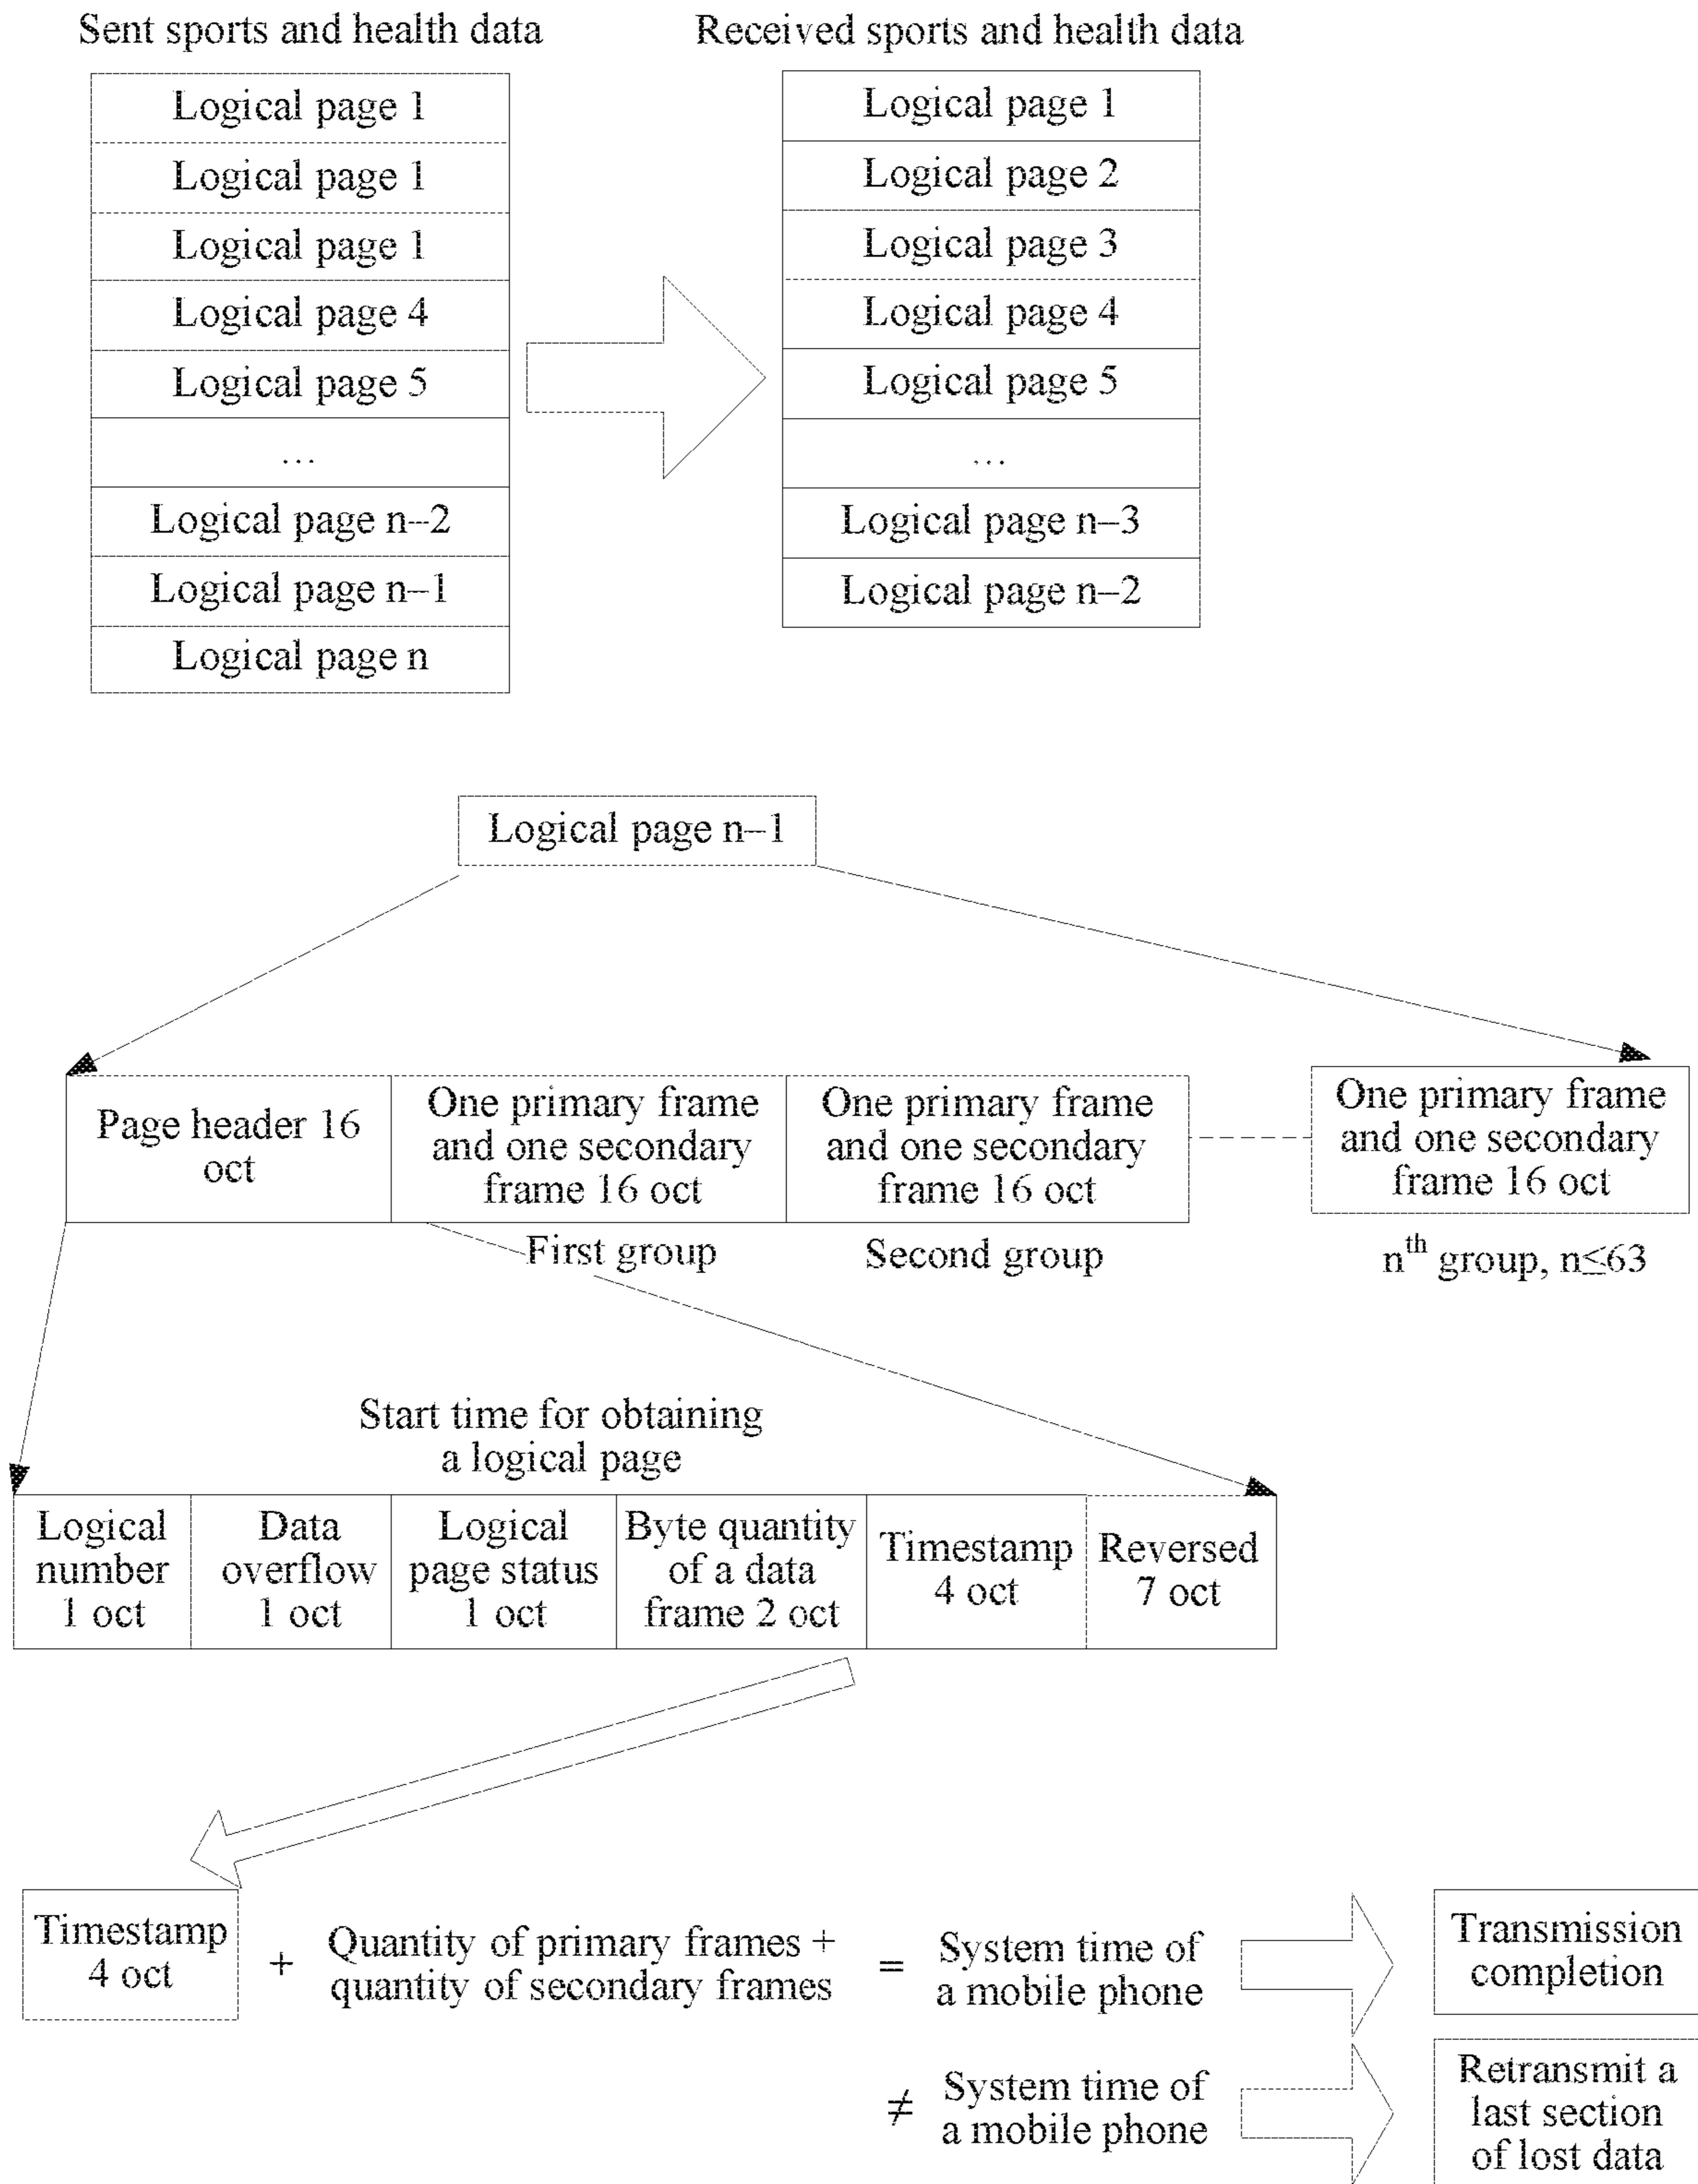 Sent sports and health data
Logical page 1
Logical page 1
Logical page 1
Logical page 4
Logical page 5
…
Logical page n–2
Logical page n–1
Logical page n
Received sports and health data
Logical page 1
Logical page 2
Logical page 3
Logical page 4
Logical page 5
…
Logical page n–3
Logical page n–2
Logical page n–1
Page header 16
oct
One primary frame
and one secondary
frame 16 oct
One primary frame
and one secondary
frame 16 oct
One primary frame
and one secondary
frame 16 oct
First group
Second group
nth group, n≤63
Start time for obtaining
a logical page
Logical
number
1 oct
Data
overflow
1 oct
Logical
page status
1 oct
Byte quantity
of a data
frame 2 oct
Timestamp
4 oct
Reversed
7 oct
Timestamp
4 oct
+
Quantity of primary frames +
quantity of secondary frames
=
System time of
a mobile phone
Transmission
completion
≠
System time of
a mobile phone
Retransmit a
last section
of lost data